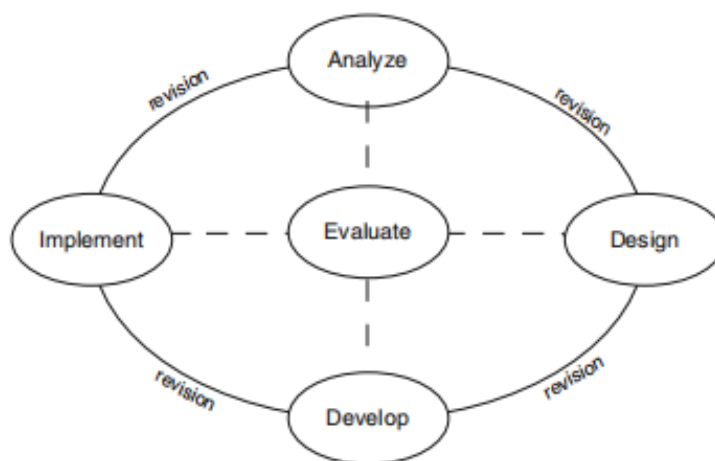 Analyze
revision
revision
Implement
Evaluate
Design
revision
revision
Develop